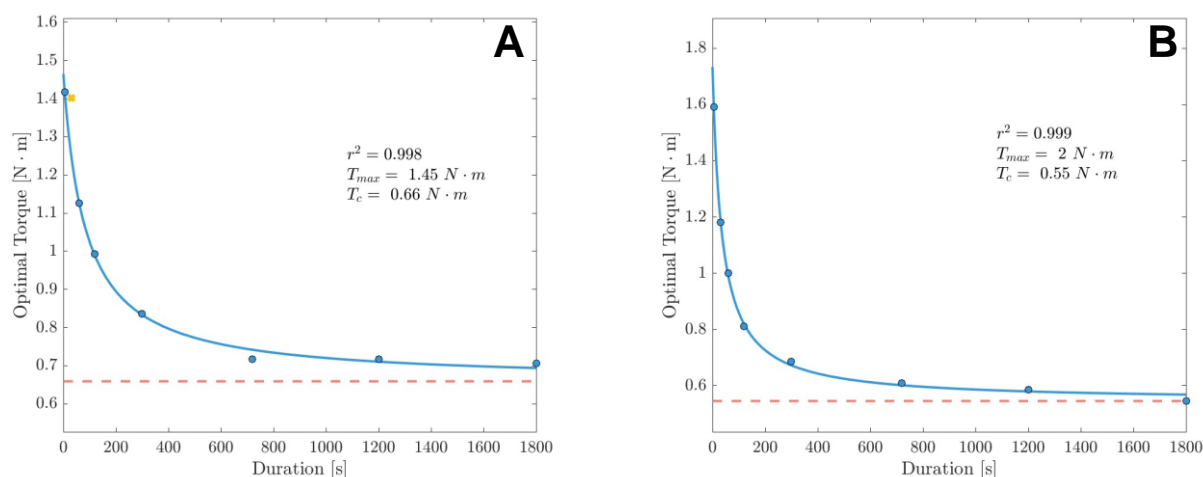 A
1.6
1.5
1.4
1.3
1.2
1.1
1
0.9
0.8
0.7
0.6
Optimal Torque [N · m]
r² = 0.998
T_max = 1.45 N · m
T_c = 0.66 N · m
0 200 400 600 800 1000 1200 1400 1600 1800
Duration [s]
B
1.8
1.6
1.4
1.2
1
0.8
0.6
Optimal Torque [N · m]
r² = 0.999
T_max = 2 N · m
T_c = 0.55 N · m
0 200 400 600 800 1000 1200 1400 1600 1800
Duration [s]